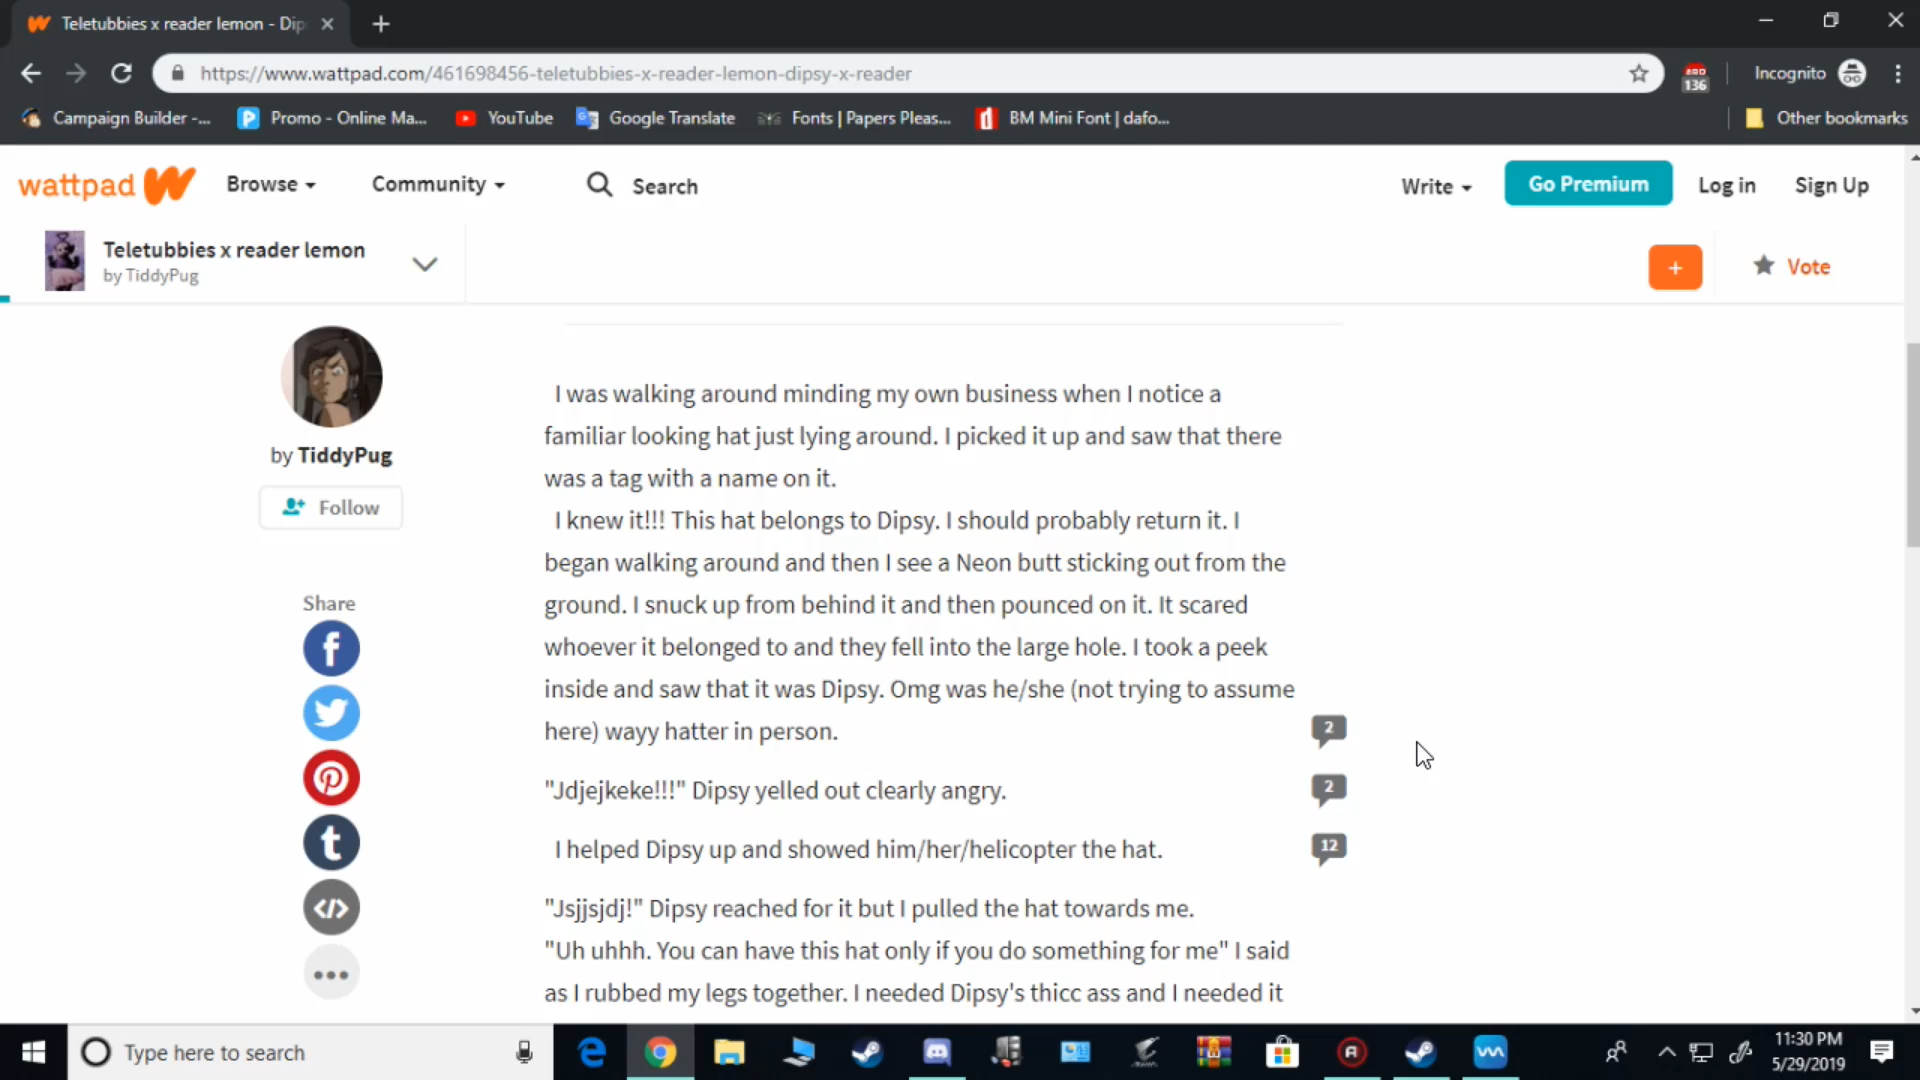 Teletubbies x reader lemon - Dip
https://www.wattpad.com/461698456-teletubbies-x-reader-lemon-dipsy-x-reader
136
Incognito
Campaign Builder -...
Promo - Online Ma...
YouTube
Google Translate
Fonts | Papers Pleas...
BM Mini Font | dafo...
Other bookmarks
wattpad
Browse
Community
Search
Write
Go Premium
Log in
Sign Up
Teletubbies x reader lemon
by TiddyPug
+
Vote
by TiddyPug
Follow
Share
I was walking around minding my own business when I notice a
familiar looking hat just lying around. I picked it up and saw that there
was a tag with a name on it.
I knew it!!! This hat belongs to Dipsy. I should probably return it. I
began walking around and then I see a Neon butt sticking out from the
ground. I snuck up from behind it and then pounced on it. It scared
whoever it belonged to and they fell into the large hole. I took a peek
inside and saw that it was Dipsy. Omg was he/she (not trying to assume
here) wayy hatter in person.
2
"Jdjejkeke!!!" Dipsy yelled out clearly angry.
2
I helped Dipsy up and showed him/her/helicopter the hat.
12
"Jsjjsjdj!" Dipsy reached for it but I pulled the hat towards me.
"Uh uhhh. You can have this hat only if you do something for me" I said
as I rubbed my legs together. I needed Dipsy's thicc ass and I needed it
Type here to search
11:30 PM
5/29/2019